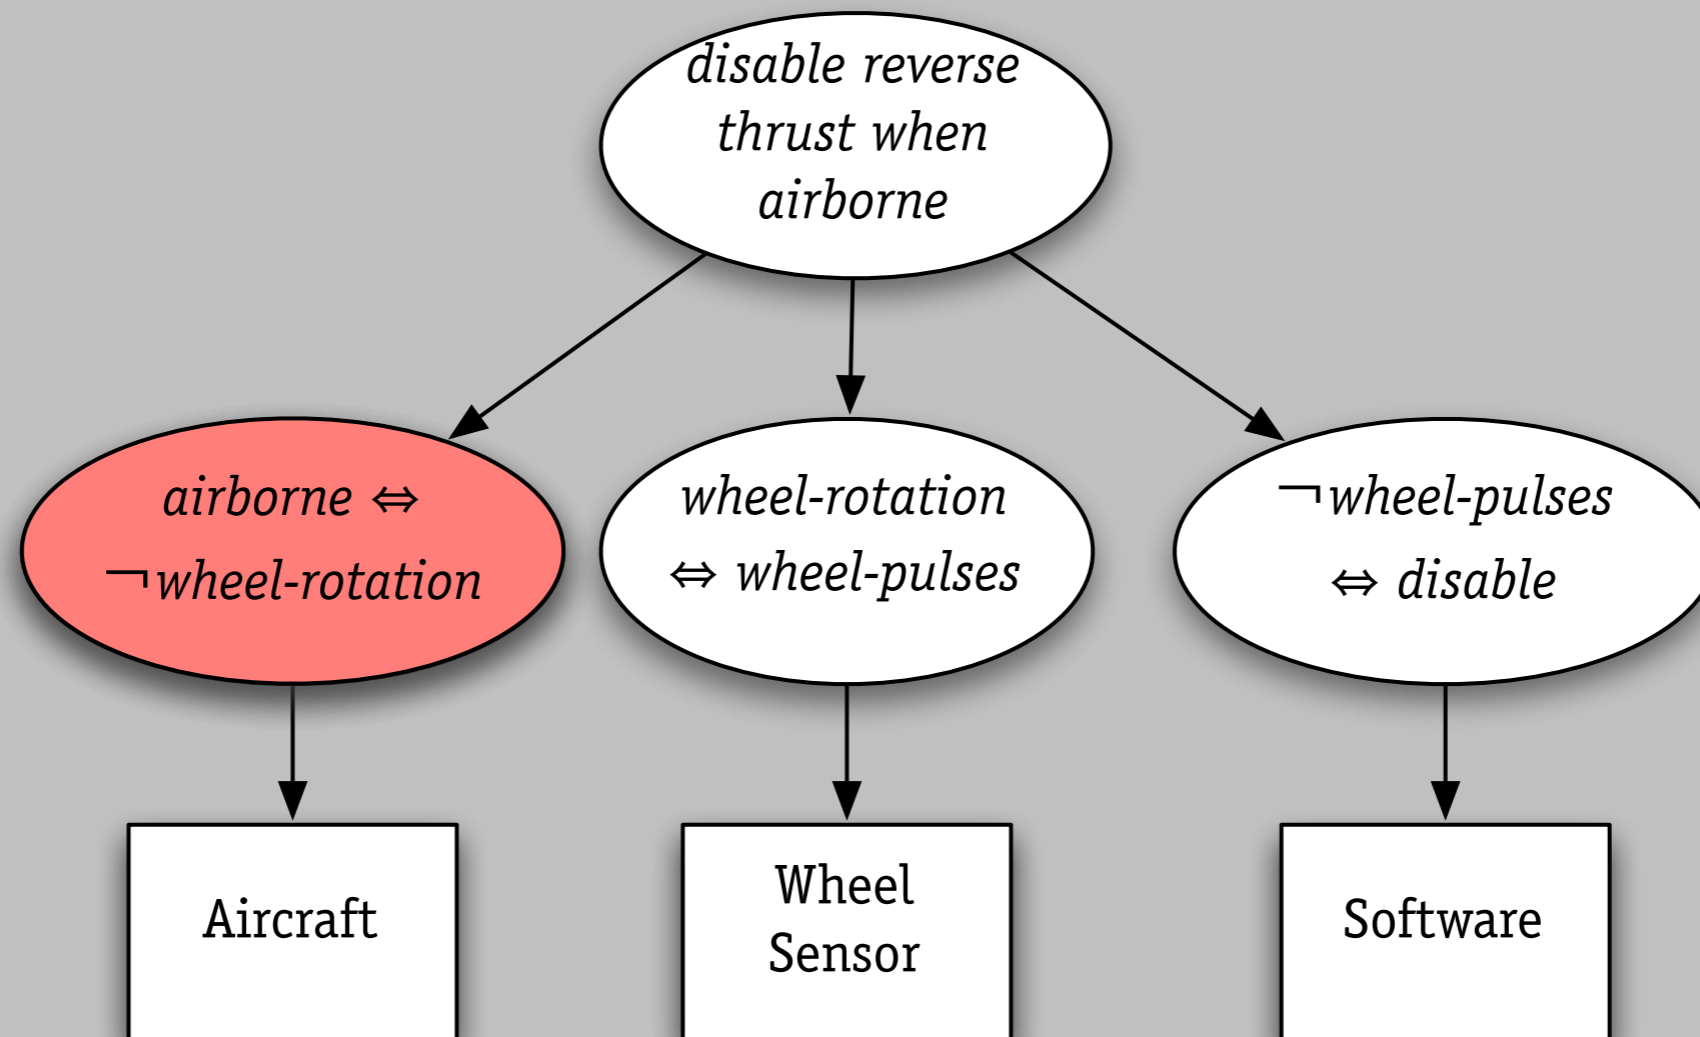 disable reverse
thrust when
airborne
airborne ⇔
¬wheel-rotation
wheel-rotation
⇔ wheel-pulses
¬wheel-pulses
⇔ disable
Aircraft
Wheel
Sensor
Software